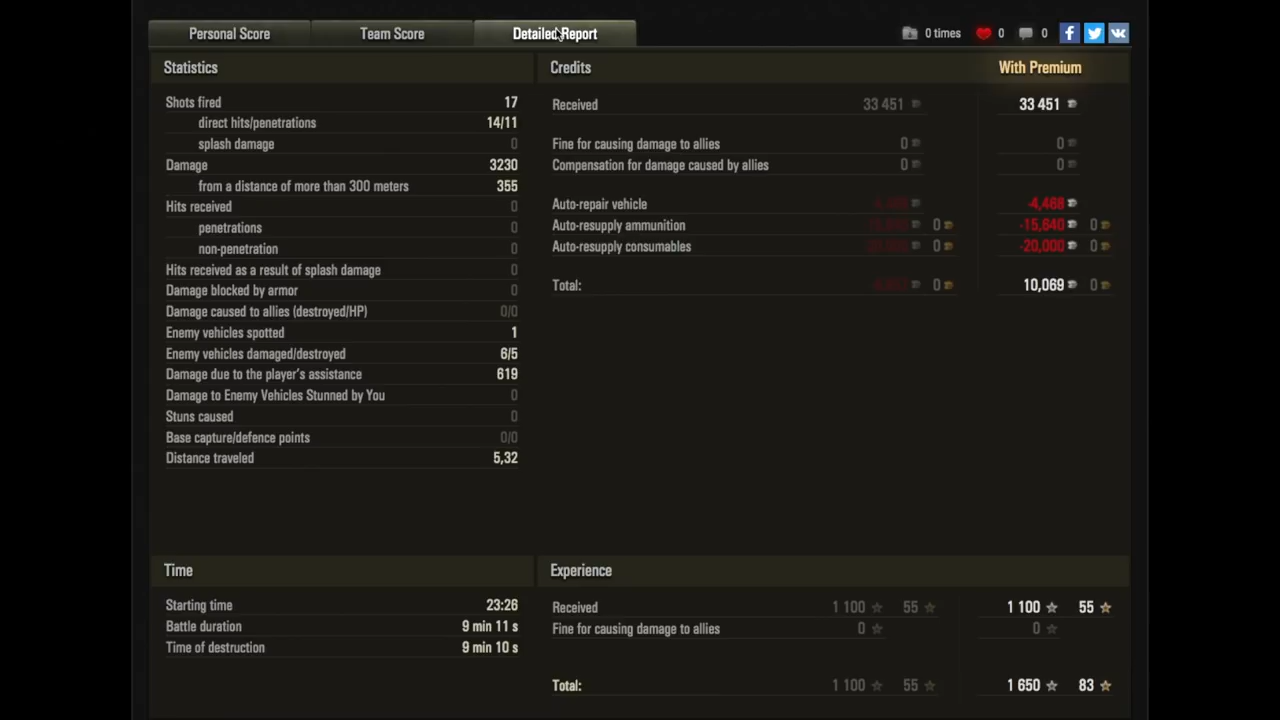 Personal Score Team Score Detailed Report 0 times 0 0
Statistics
Shots fired 17
direct hits/penetrations 14/11
splash damage 0
Damage 3230
from a distance of more than 300 meters 355
Hits received 0
penetrations 0
non-penetration 0
Hits received as a result of splash damage 0
Damage blocked by armor 0
Damage caused to allies (destroyed/HP) 0/0
Enemy vehicles spotted 1
Enemy vehicles damaged/destroyed 6/5
Damage due to the player's assistance 619
Damage to Enemy Vehicles Stunned by You 0
Stuns caused 0
Base capture/defence points 0/0
Distance traveled 5,32
Credits With Premium
Received 33 451 33 451
Fine for causing damage to allies 0 0
Compensation for damage caused by allies 0 0
Auto-repair vehicle -4,468
Auto-resupply ammunition 0 -15,640 0
Auto-resupply consumables 0 -20,000 0
Total: 0 10,069 0
Time
Starting time 23:26
Battle duration 9 min 11 s
Time of destruction 9 min 10 s
Experience
Received 1 100 55 1 100 55
Fine for causing damage to allies 0 0
Total: 1 100 55 1 650 83